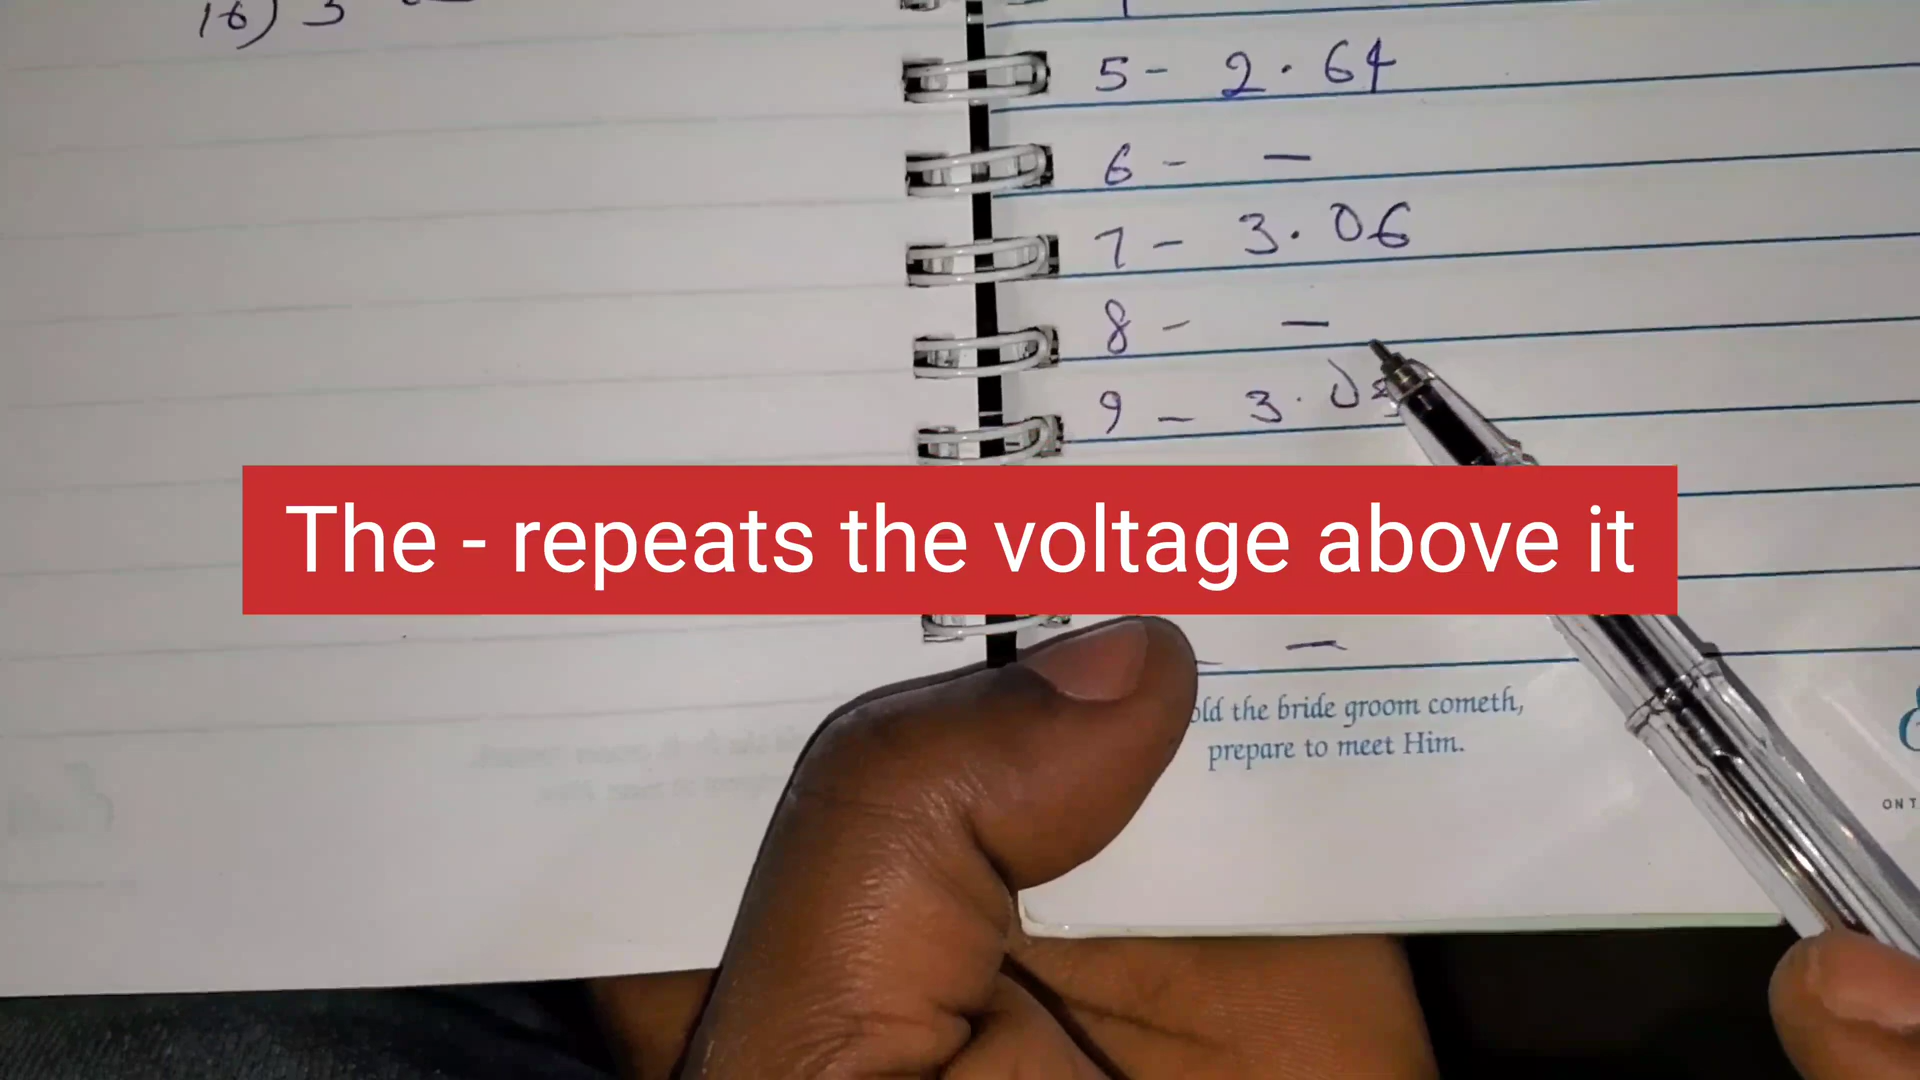 16) 3
5 - 2.64
6 - —
7 - 3.06
8 - —
9 - 3.0
The - repeats the voltage above it
—
old the bride groom cometh,
prepare to meet Him.
ON T